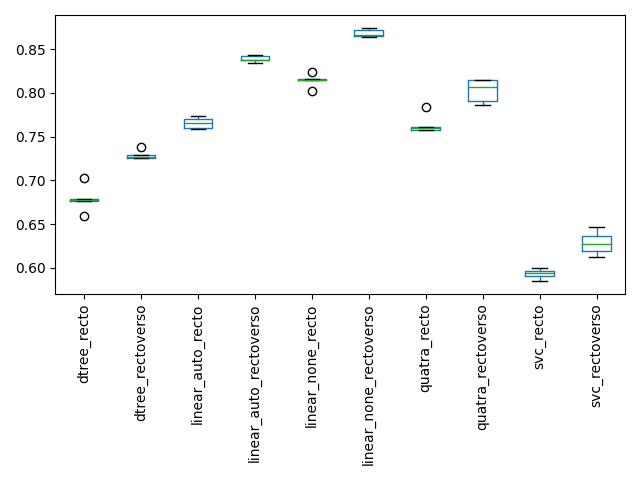 0.85
0.80
0.75
0.70
0.65
0.60
dtree_recto
dtree_rectoverso
linear_auto_recto
linear_auto_rectoverso
linear_none_recto
linear_none_rectoverso
quatra_recto
quatra_rectoverso
svc_recto
svc_rectoverso